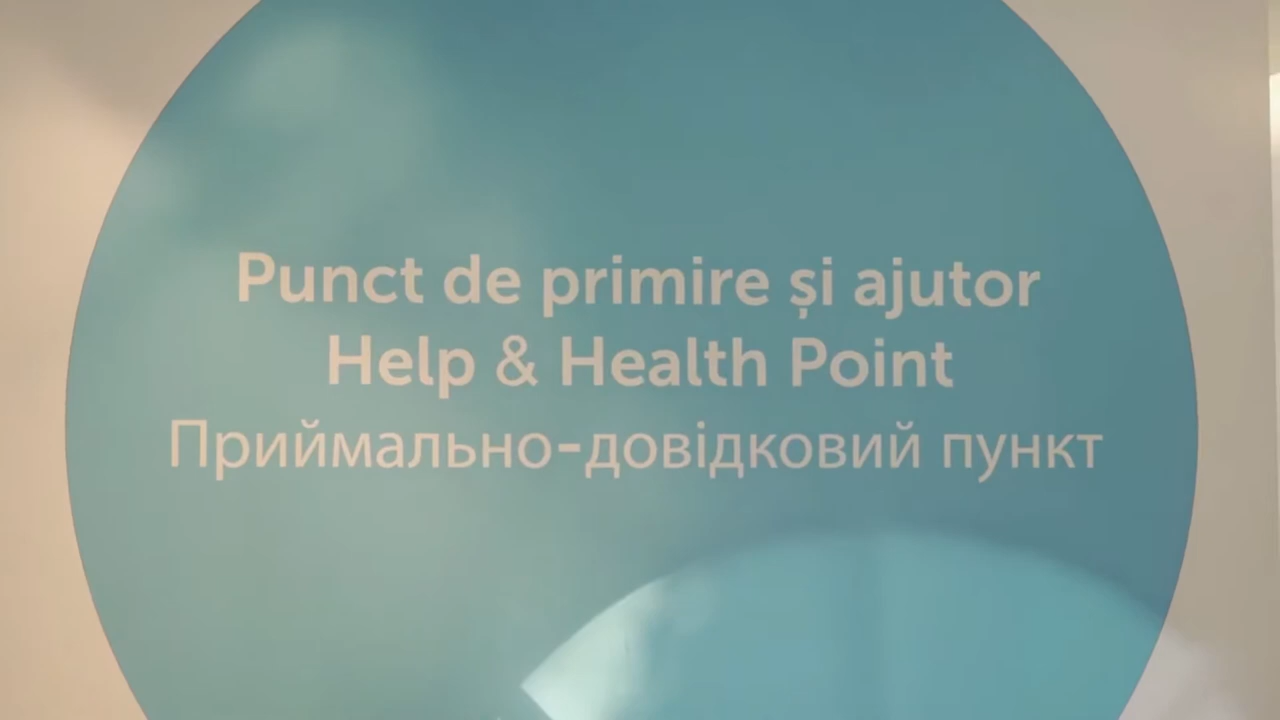 Punct de primire și ajutor
Help & Health Point
Приймально-довідковий пункт